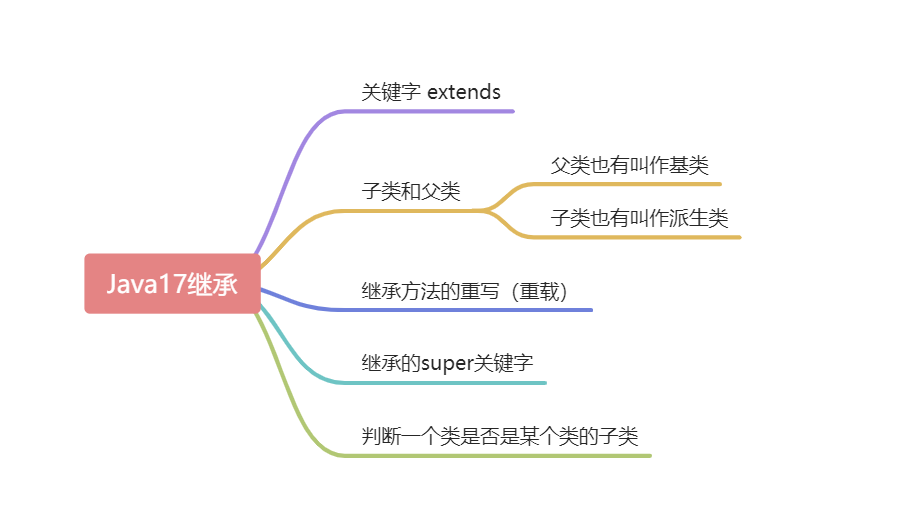 关键字 extends
父类也有叫作基类
子类和父类
子类也有叫作派生类
Java17继承
继承方法的重写（重载）
继承的super关键字
判断一个类是否是某个类的子类